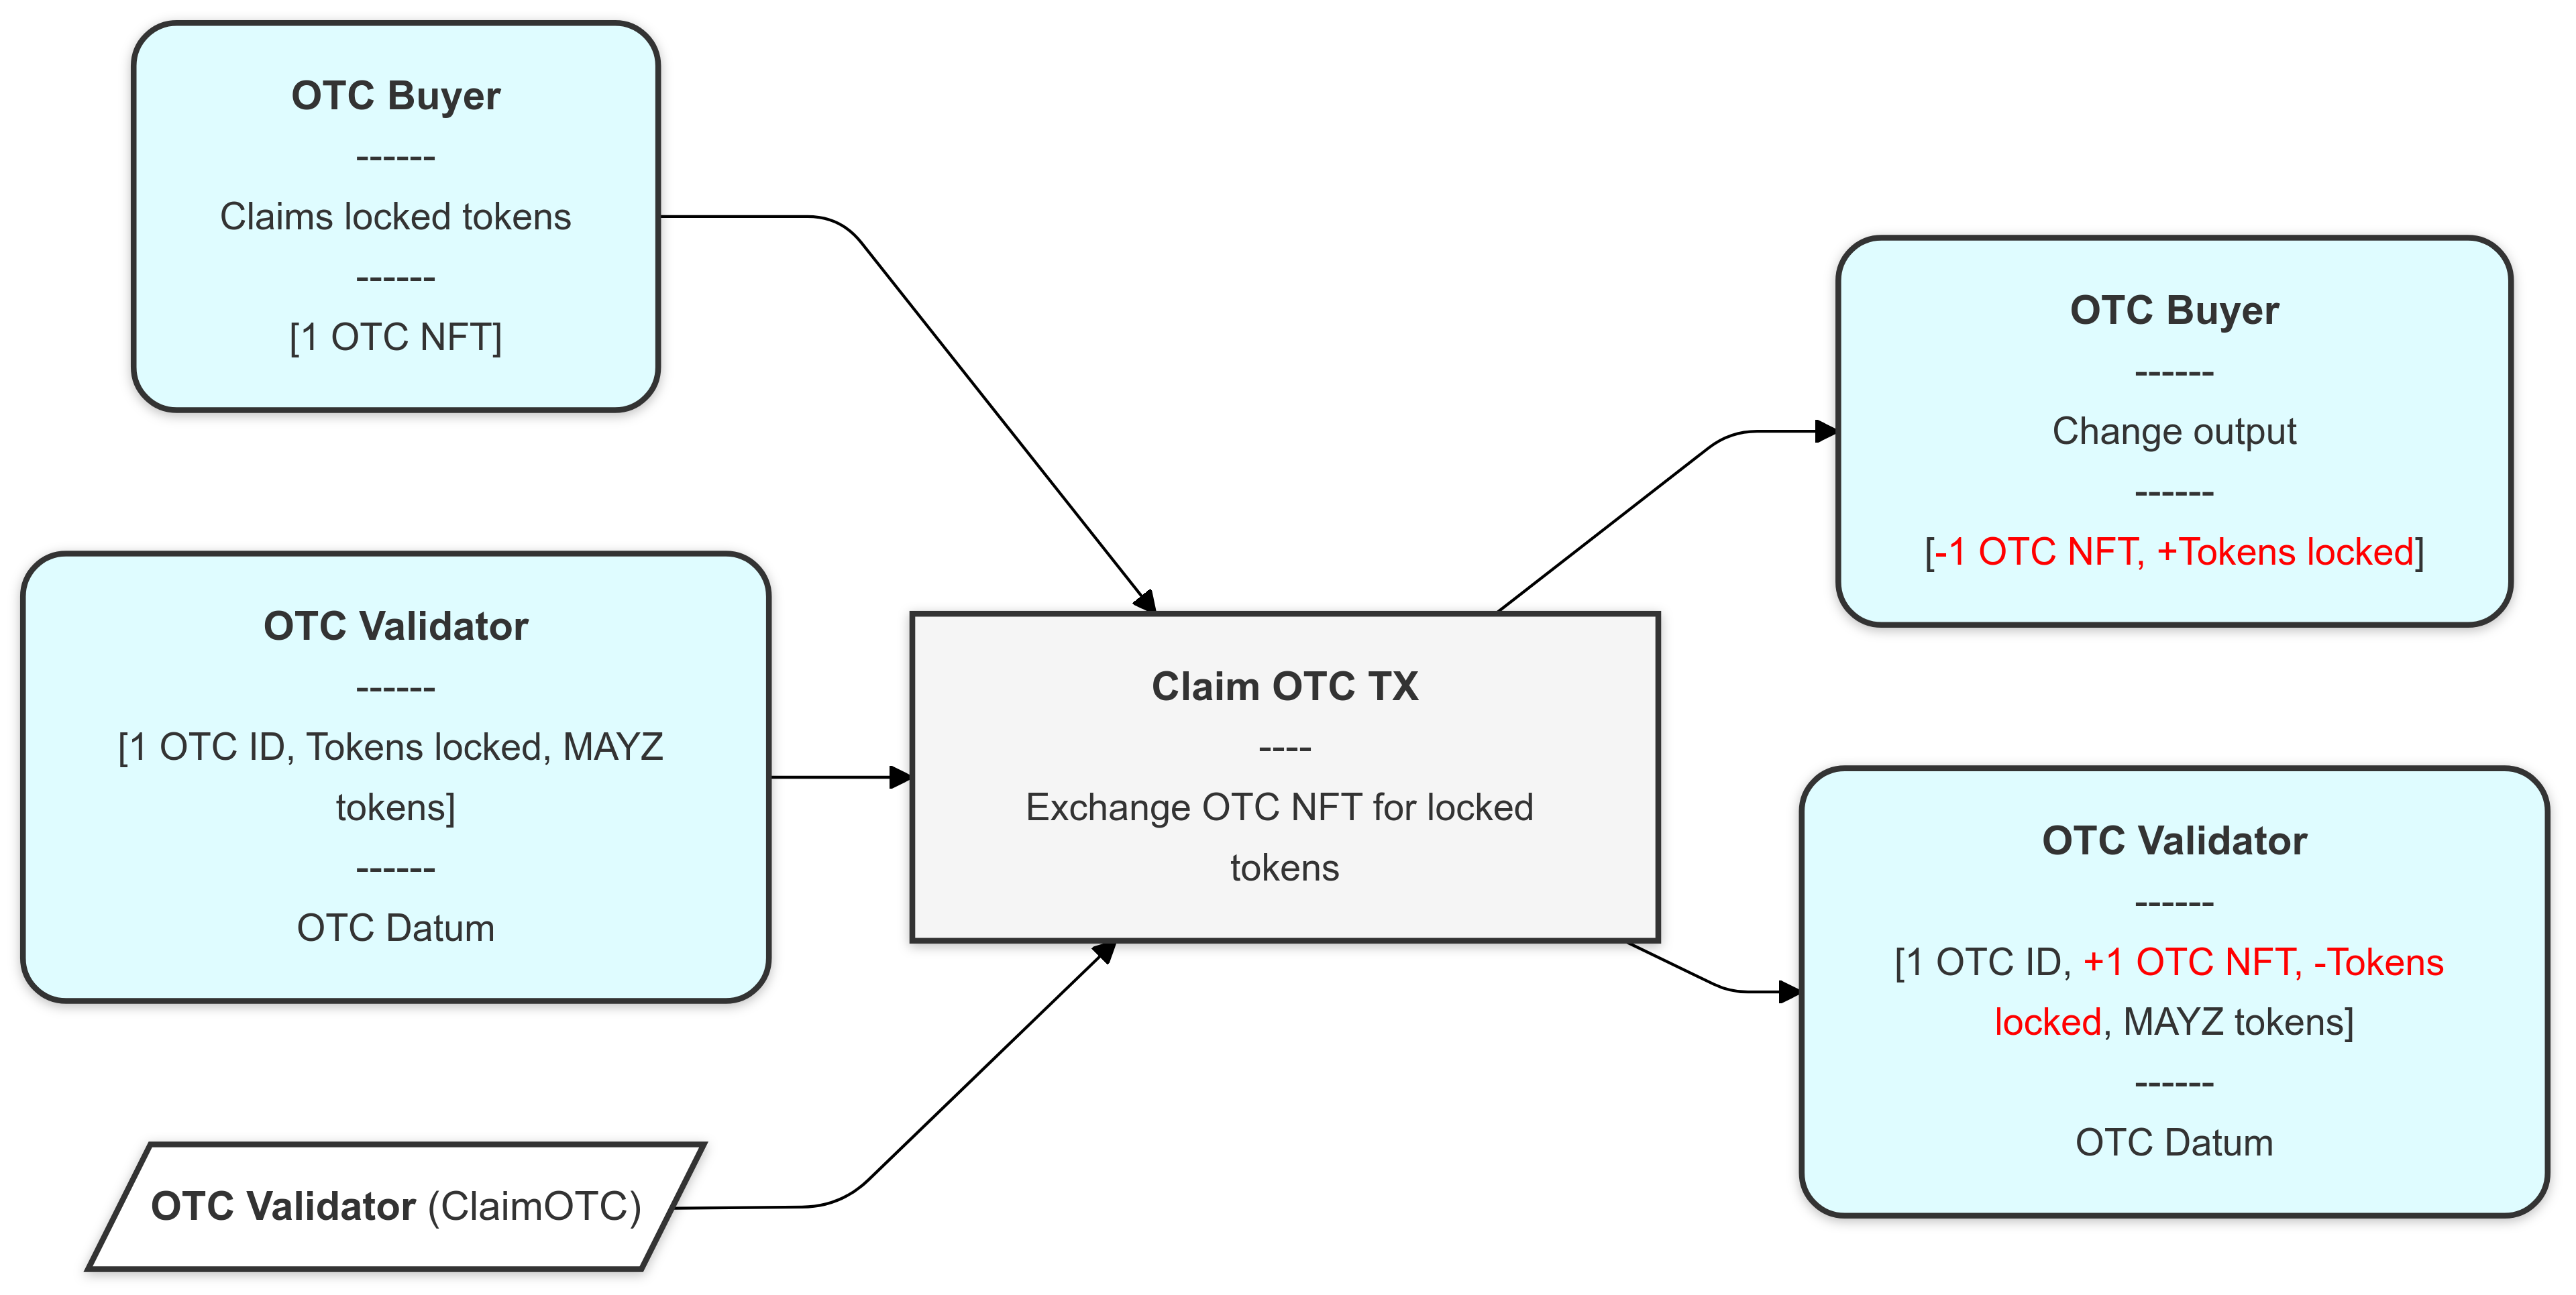 OTC Buyer
------
Claims locked tokens
------
[1 OTC NFT]
OTC Validator
------
[1 OTC ID, Tokens locked, MAYZ
tokens]
------
OTC Datum
OTC Validator (ClaimOTC)
Claim OTC TX
----
Exchange OTC NFT for locked
tokens
OTC Buyer
------
Change output
------
[-1 OTC NFT, +Tokens locked]
OTC Validator
------
[1 OTC ID, +1 OTC NFT, -Tokens
locked, MAYZ tokens]
------
OTC Datum